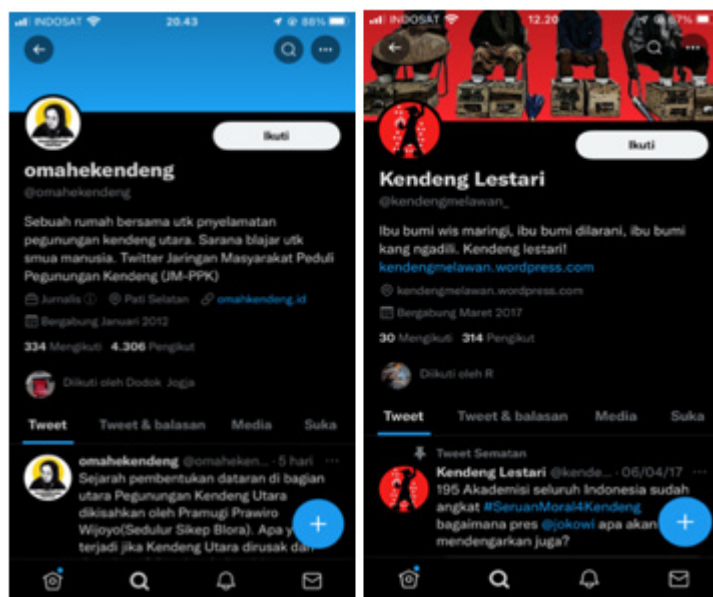 INDOSAT 20.43 88%
Ikuti
omahekendeng
@omahekendeng
Sebuah rumah bersama utk pnyelamatan
pegunungan kendeng utara. Sarana blajar utk
smua manusia. Twitter Jaringan Masyarakat Peduli
Pegunungan Kendeng (JM-PPK)
Jurnalis Pati Selatan omahkendeng.id
Bergabung Januari 2012
334 Mengikuti 4.306 Pengikut
Diikuti oleh Dodok Jogja
Tweet Tweet & balasan Media Suka
omahekendeng @omaheken... · 5 hari
Sejarah pembentukan dataran di bagian
utara Pegunungan Kendeng Utara
dikisahkan oleh Pramugi Prawiro
Wijoyo(Sedulur Sikep Blora). Apa y
terjadi jika Kendeng Utara dirusak dan
INDOSAT 12.20 67%
Ikuti
Kendeng Lestari
@kendengmelawan_
Ibu bumi wis maringi, ibu bumi dilarani, ibu bumi
kang ngadili. Kendeng lestari!
kendengmelawan.wordpress.com
kendengmelawan.wordpress.com
Bergabung Maret 2017
30 Mengikuti 314 Pengikut
Diikuti oleh R
Tweet Tweet & balasan Media Suka
Tweet Sematan
Kendeng Lestari @kende... · 06/04/17
195 Akademisi seluruh Indonesia sudah
angkat #SeruanMoral4Kendeng
bagaimana pres @jokowi apa akan
mendengarkan juga?